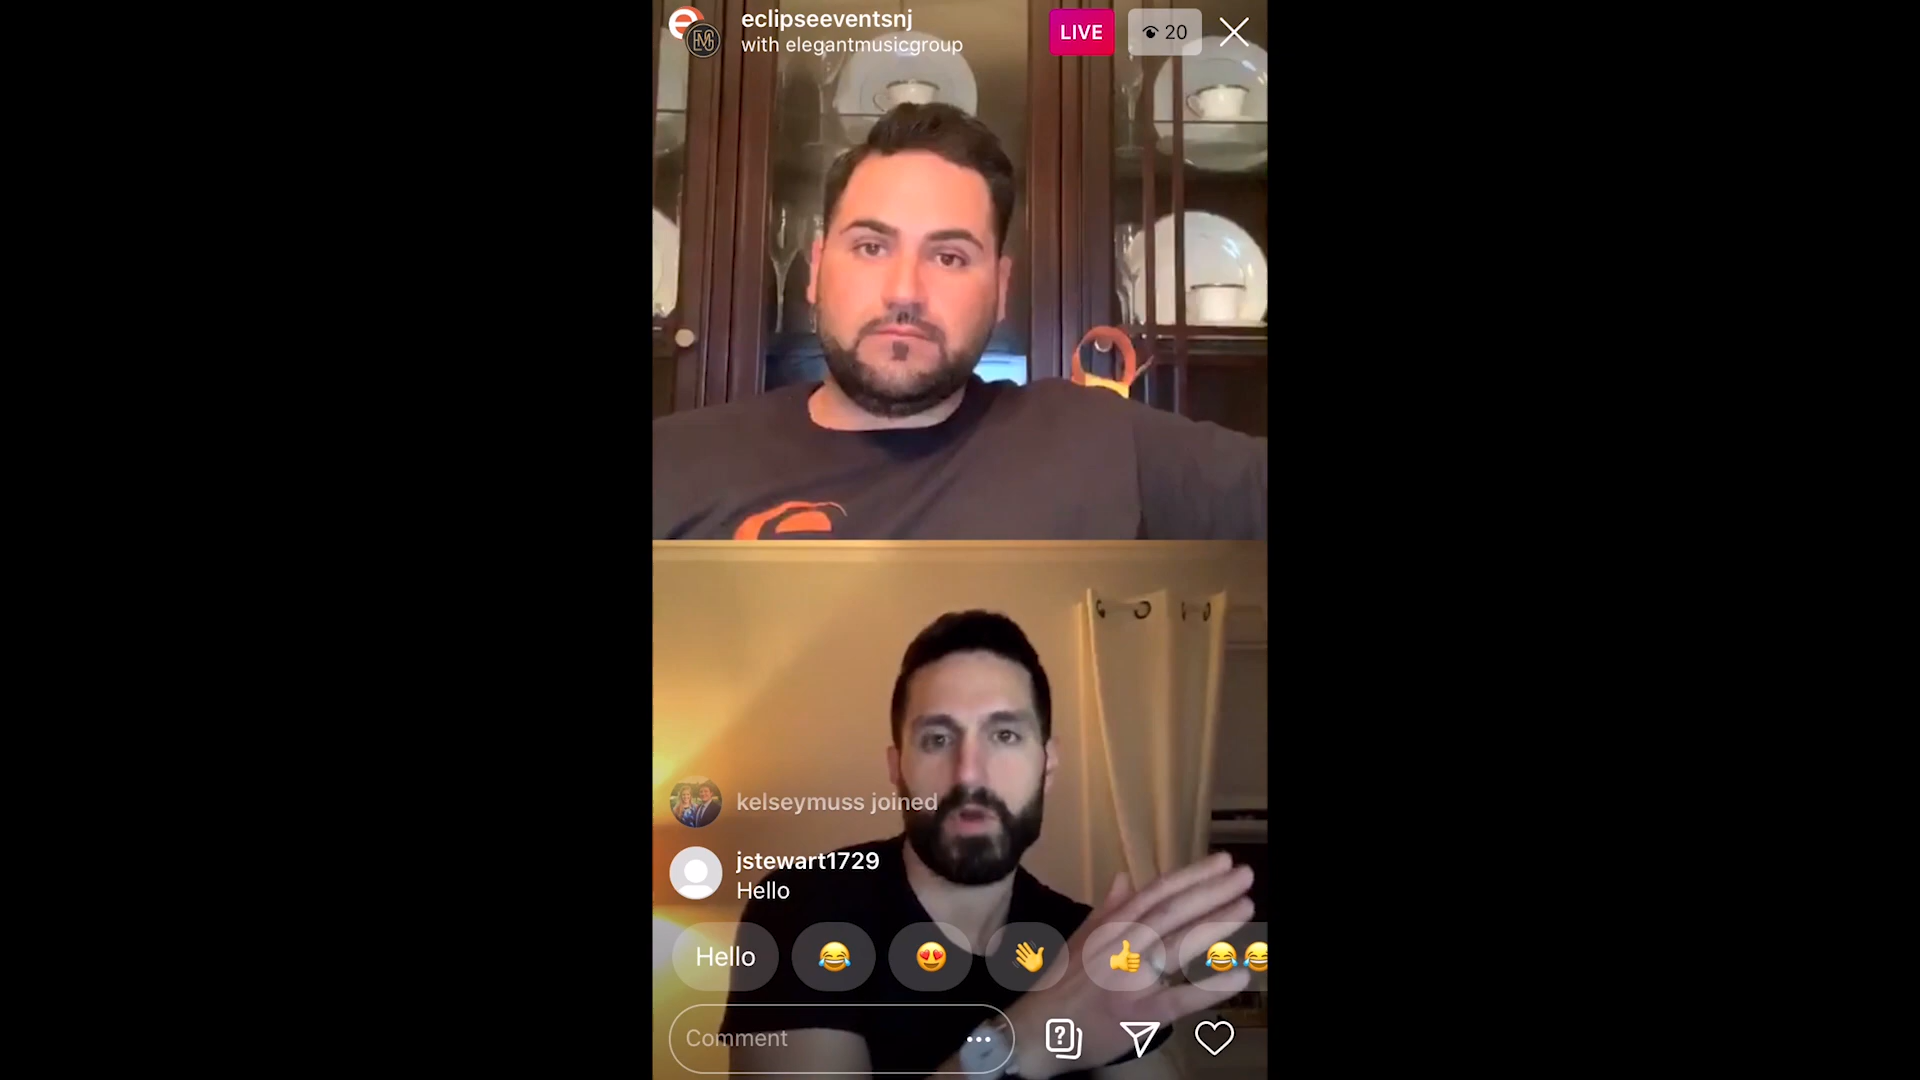 eclipseeventsnj
with elegantmusicgroup
LIVE
20
kelseymuss joined
jstewart1729
Hello
Hello
Comment